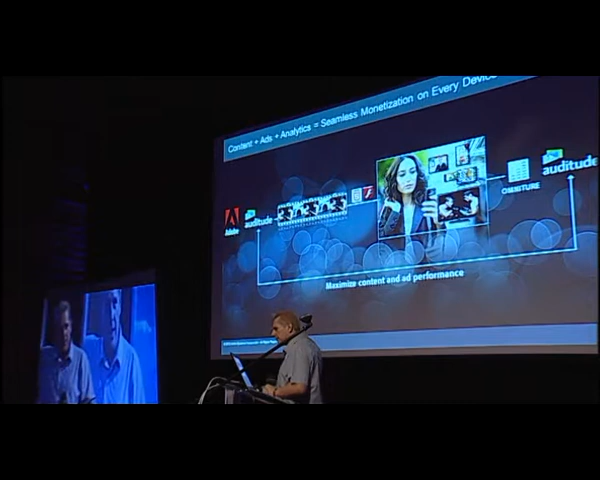 Content + Ads + Analytics = Seamless Monetization on Every Device
Adobe
auditude
OMNITURE
auditude
Maximize content and ad performance